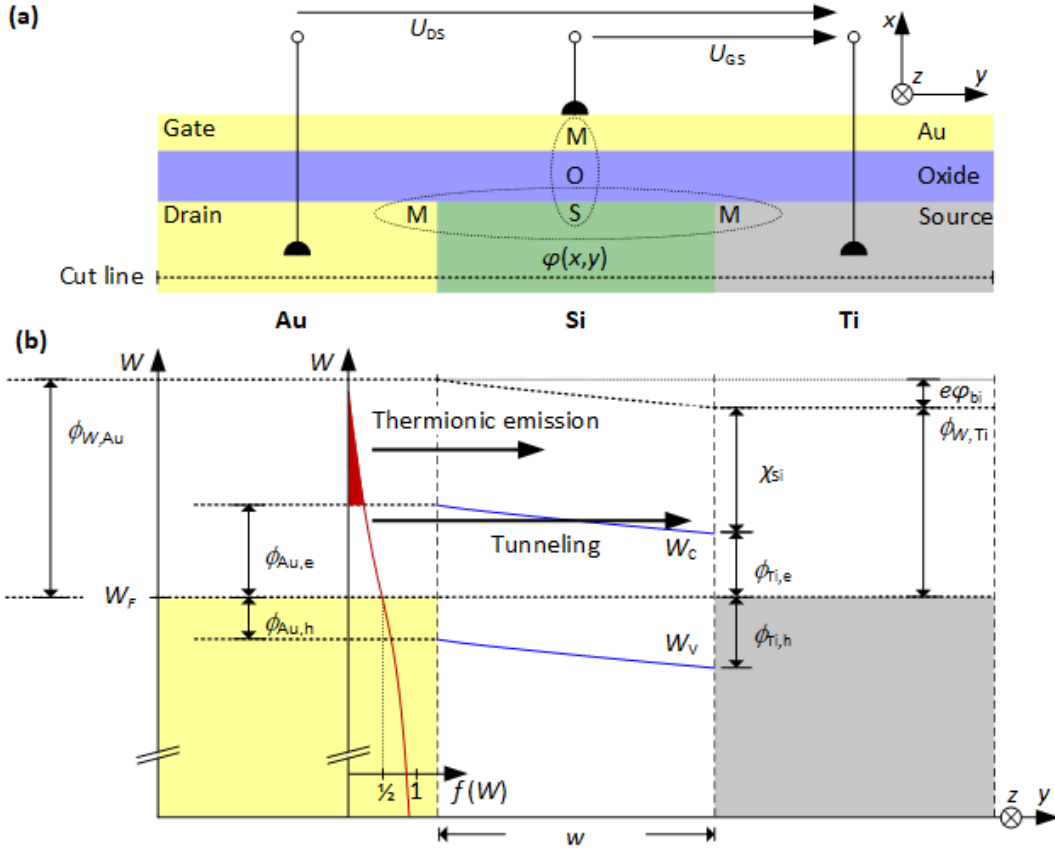 (a)
U_DS
U_GS
x
z
y
Gate
M
Au
O
Oxide
Drain
M
S
M
Source
φ(x,y)
Cut line
Au
Si
Ti
(b)
W
W
eφ_bi
ϕ_W,Au
Thermionic emission
ϕ_W,Ti
χ_Si
Tunneling
W_C
ϕ_Au,e
ϕ_Ti,e
W_F
ϕ_Au,h
W_V
ϕ_Ti,h
½
1
f(W)
z
y
w